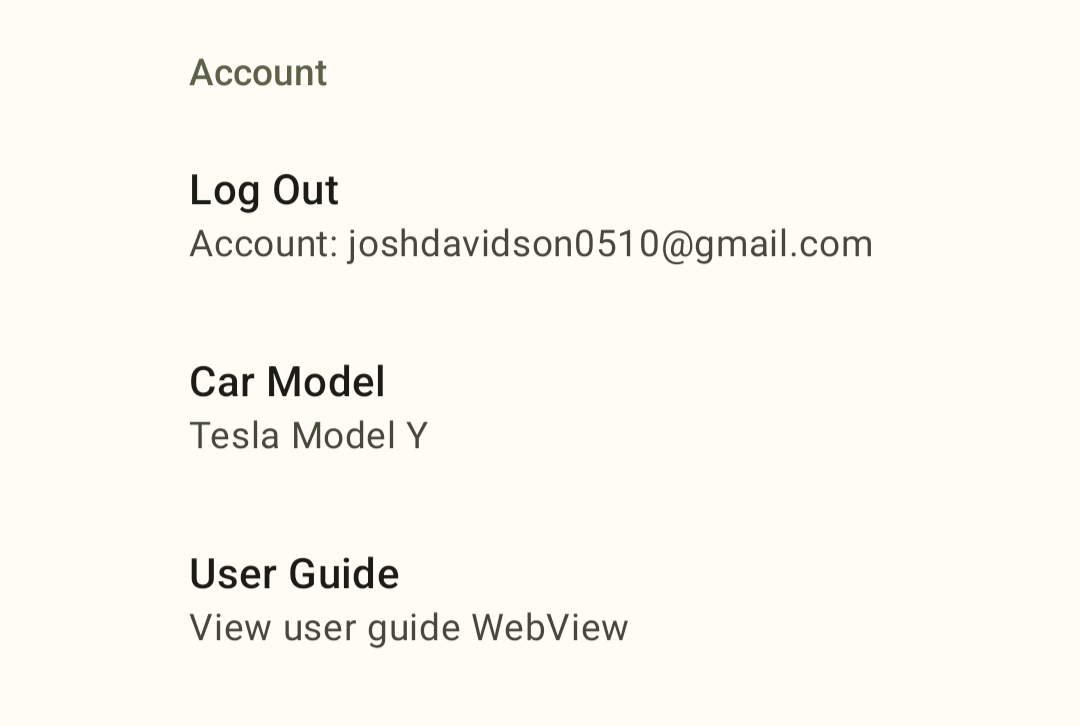 Account
Log Out
Account: joshdavidson0510@gmail.com
Car Model
Tesla Model Y
User Guide
View user guide WebView